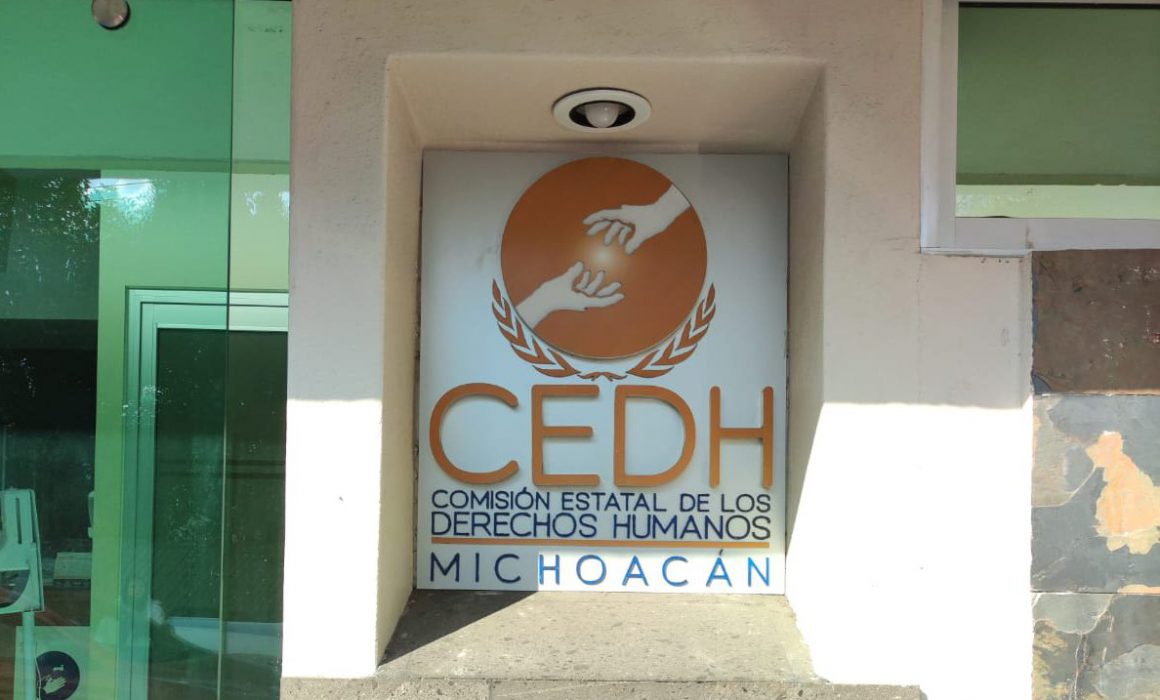 CEDH
COMISIÓN ESTATAL DE LOS
DERECHOS HUMANOS
MICHOACÁN